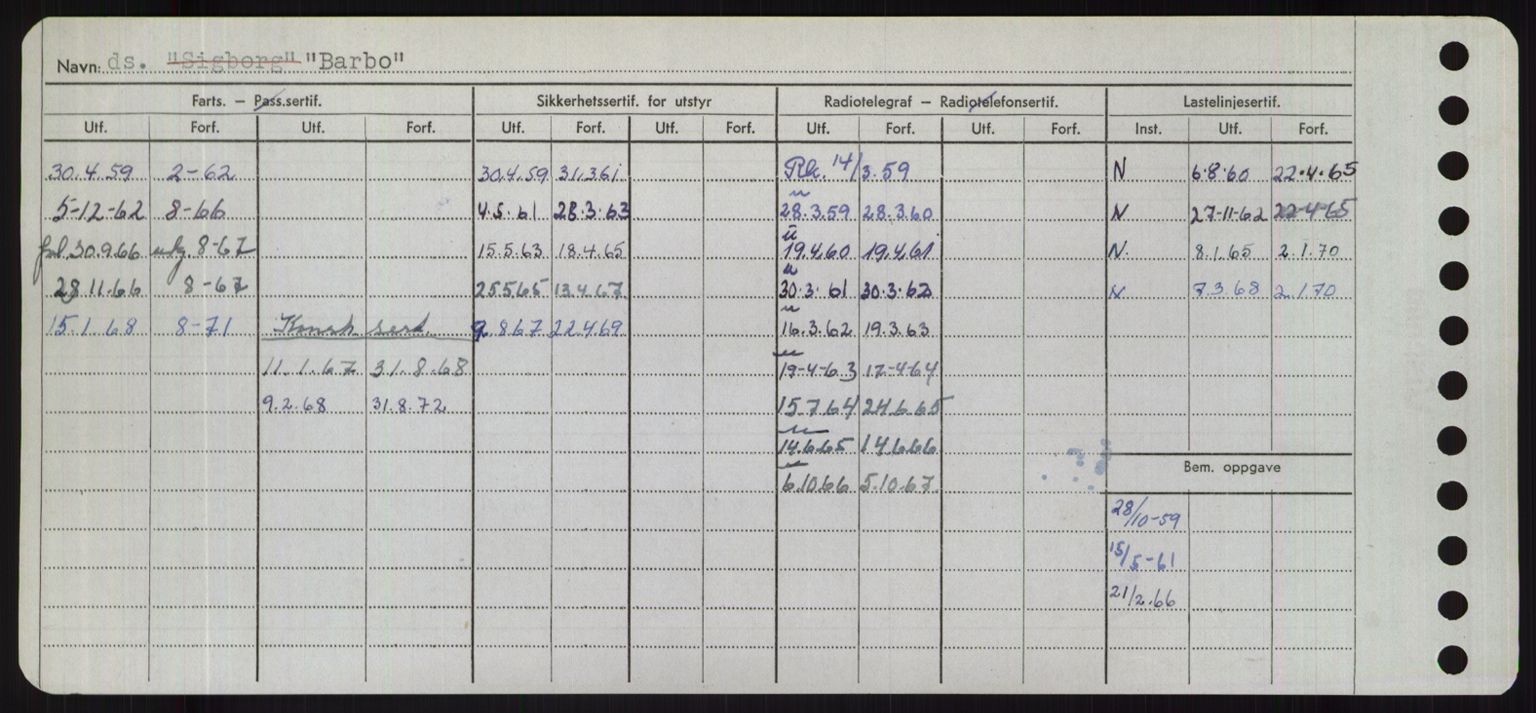 Navn: ds. "Sigborg" "Barbo"
Farts. – Pass.sertif. Sikkerhetssertif. for utstyr Radiotelegraf – Radiotelefonsertif. Lastelinjesertif.
Utf. Forf. Utf. Forf. Utf. Forf. Utf. Forf. Utf. Forf. Utf. Forf. Inst. Utf. Forf.
30.4.59 2-62 30.4.59 31.3.61 Rk. 14/3.59 N 6.8.60 22.4.65
5-12-62 8-66 4.5.61 28.3.63 " 28.3.59 28.3.60 N 27-11-62 22-4-65
30.9.66 8-67 15.5.63 18.4.65 " 19.4.60 19.4.61 N. 8.1.65 2.1.70
28.11.66 8-67 25.5.65 13.4.67 " 30.3.61 30.3.62 N 7.3.68 2.1.70
15.1.68 8-71 Konstr. sert. 9.8.67 22.4.69 " 16.3.62 19.3.63
11.1.67 31.8.68 " 19-4-63 17-4-64
9.2.68 31.8.72 15.7.64 24.6.65
" 14.6.65 14.6.66
Bem. oppgave
" 6.10.66 5.10.67
28/10-59
15/5-61
21/2.66